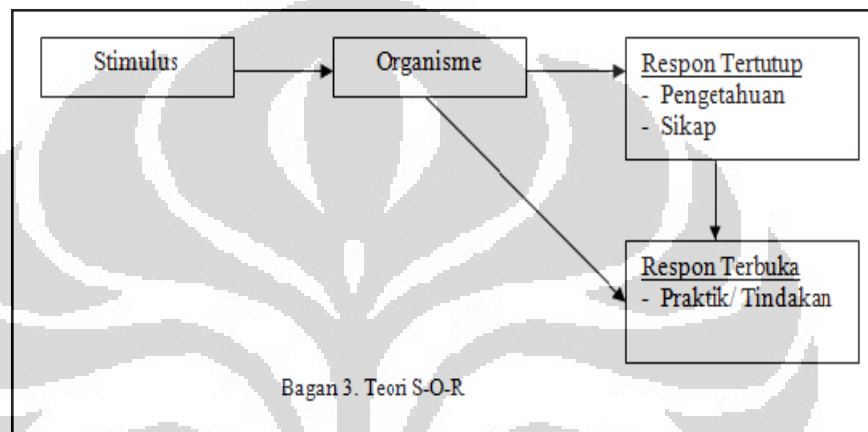 Stimulus
Organisme
Respon Tertutup
- Pengetahuan
- Sikap
Respon Terbuka
- Praktik/ Tindakan
Bagan 3. Teori S-O-R